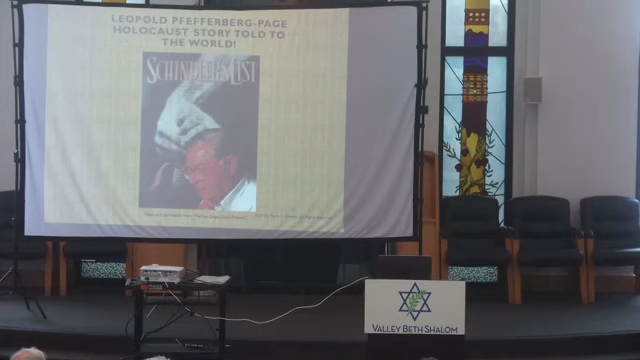 LEOPOLD PFEFFERBERG-PAGE
HOLOCAUST STORY TOLD TO
THE WORLD!
SCHINDLER'S LIST
VALLEY BETH SHALOM